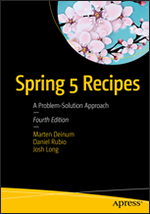 Spring 5 Recipes
A Problem-Solution Approach
—
Fourth Edition
—
Marten Deinum
Daniel Rubio
Josh Long
Apress®